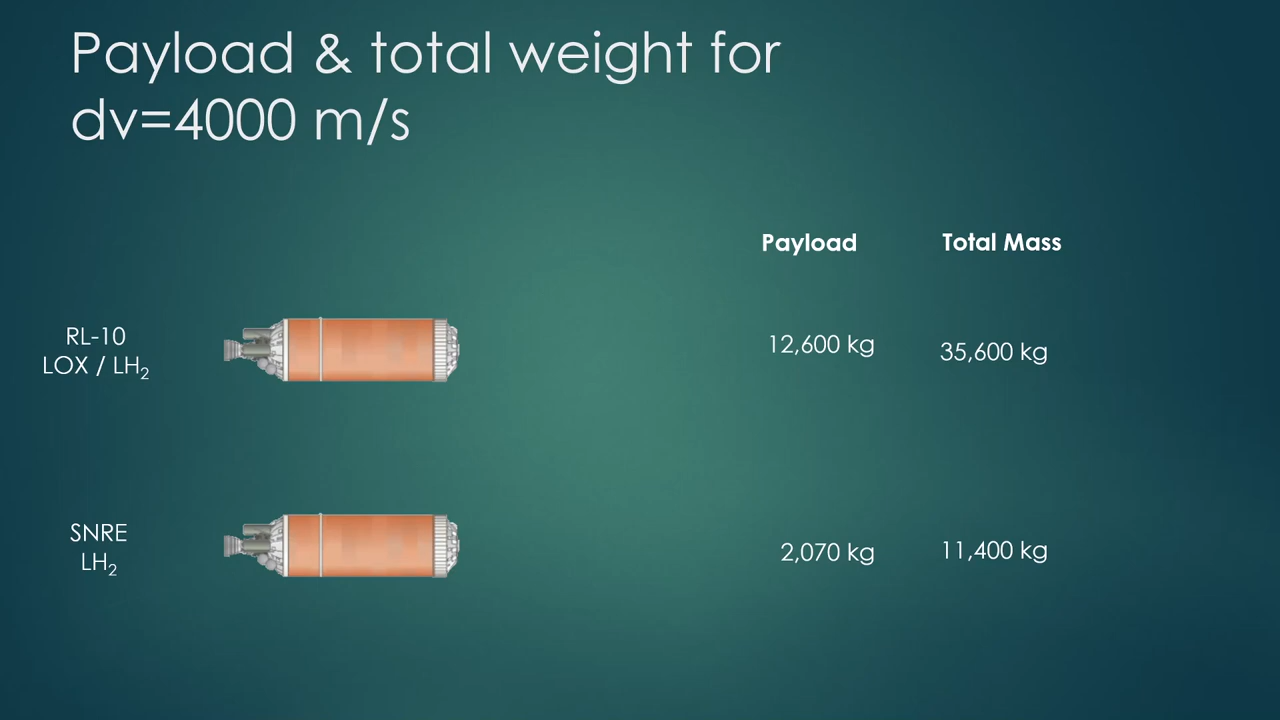 Payload & total weight for
dv=4000 m/s
Payload Total Mass
RL-10
LOX / LH₂
12,600 kg 35,600 kg
SNRE
LH₂
2,070 kg 11,400 kg